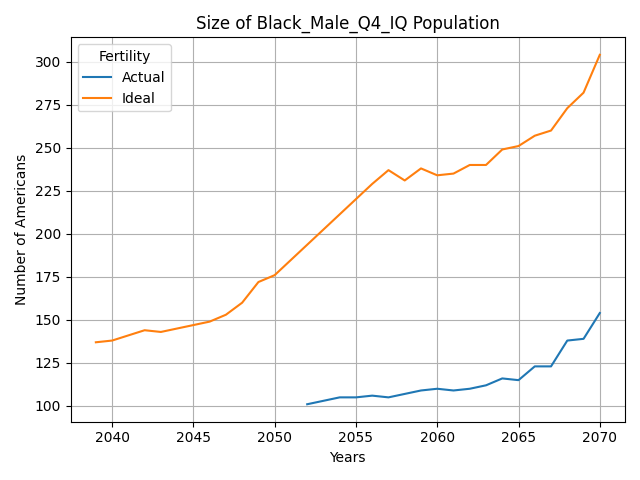 Size of Black_Male_Q4_IQ Population
Fertility
Actual
Ideal
Number of Americans
300
275
250
225
200
175
150
125
100
2040 2045 2050 2055 2060 2065 2070
Years